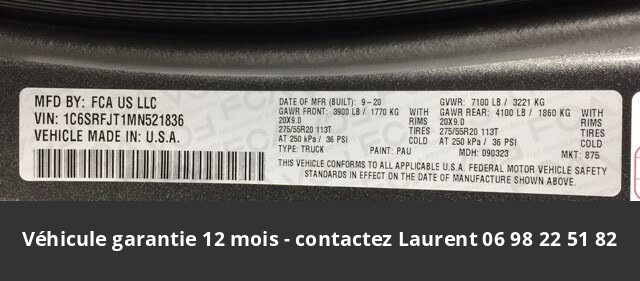 MFD BY: FCA US LLC
VIN: 1C6SRFJT1MN521836
VEHICLE MADE IN: U.S.A.
DATE OF MFR (BUILT): 9-20 GVWR: 7100 LB / 3221 KG
GAWR FRONT: 3900 LB / 1770 KG WITH GAWR REAR: 4100 LB / 1860 KG WITH
20X9.0 RIMS 20X9.0 RIMS
275/55R20 113T TIRES 275/55R20 113T TIRES
AT 250 kPa / 36 PSI COLD AT 250 kPa / 36 PSI COLD
TYPE: TRUCK PAINT: PAU MDH: 090323 MKT: 875
THIS VEHICLE CONFORMS TO ALL APPLICABLE U.S.A. FEDERAL MOTOR VEHICLE SAFETY
STANDARDS IN EFFECT ON THE DATE OF MANUFACTURE SHOWN ABOVE.
Véhicule garantie 12 mois - contactez Laurent 06 98 22 51 82